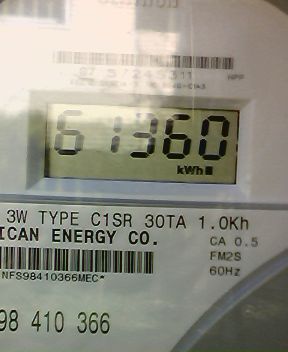 61360
kWh
3W TYPE C1SR 30TA 1.0Kh
ICAN ENERGY CO.
CA 0.5
FM2S
NFS98410366MEC*
60Hz
98 410 366